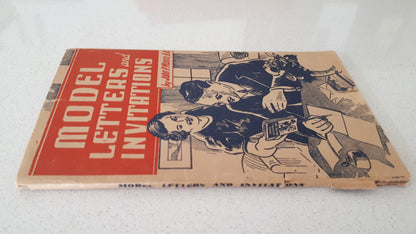 MODEL
LETTERS and
INVITATIONS
MODEL LETTERS AND INVITATIONS